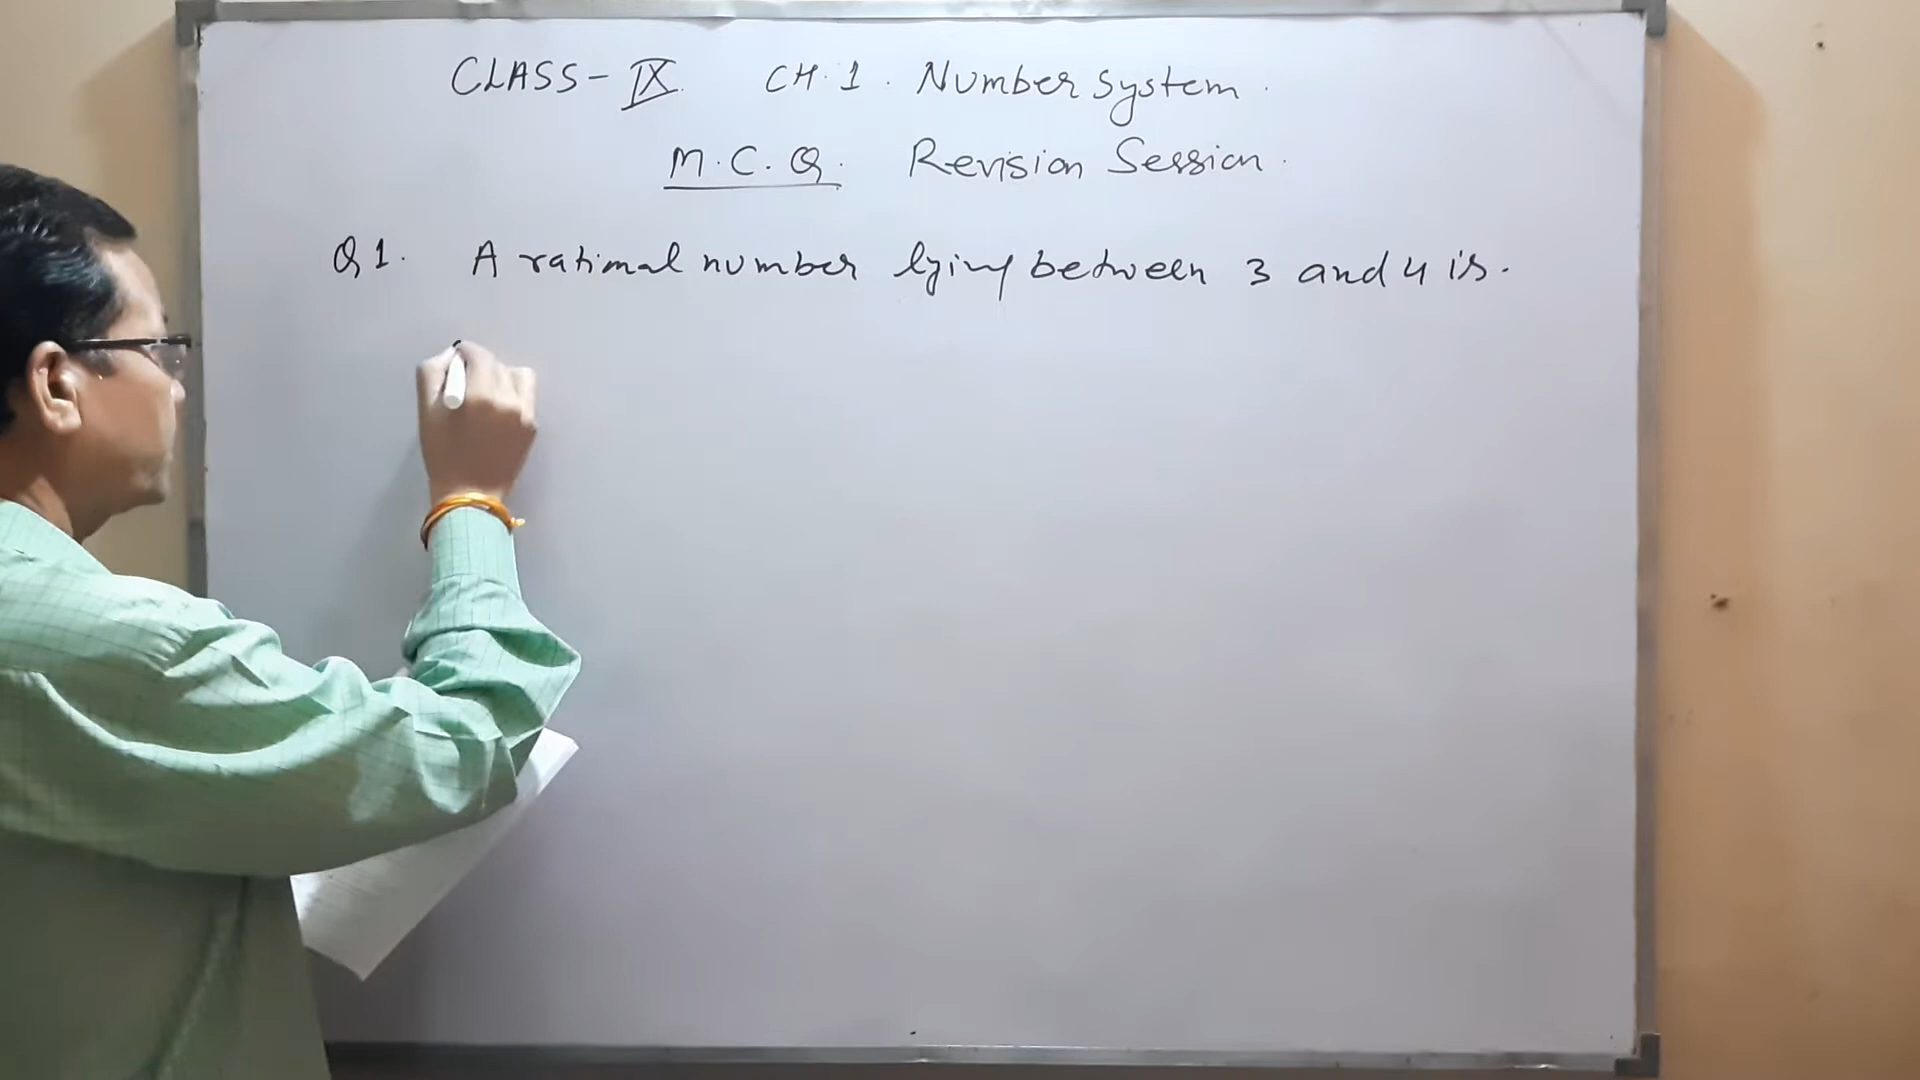 CLASS - IX. CH. 1. Number System.
M.C.Q. Revision Session.
Q1. A rational number lying between 3 and 4 is.